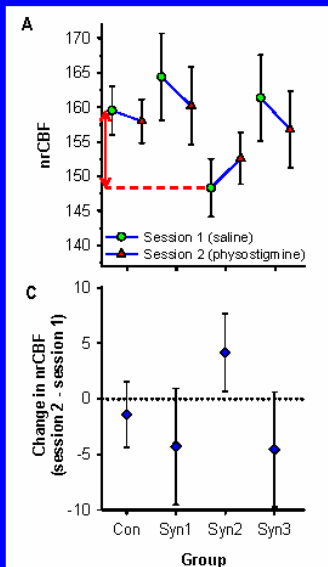 A
170
165
160
155
150
145
140
nrCBF
Session 1 (saline)
Session 2 (physostigmine)
C
10
5
0
-5
-10
Change in nrCBF
(session 2 - session 1)
Con Syn1 Syn2 Syn3
Group